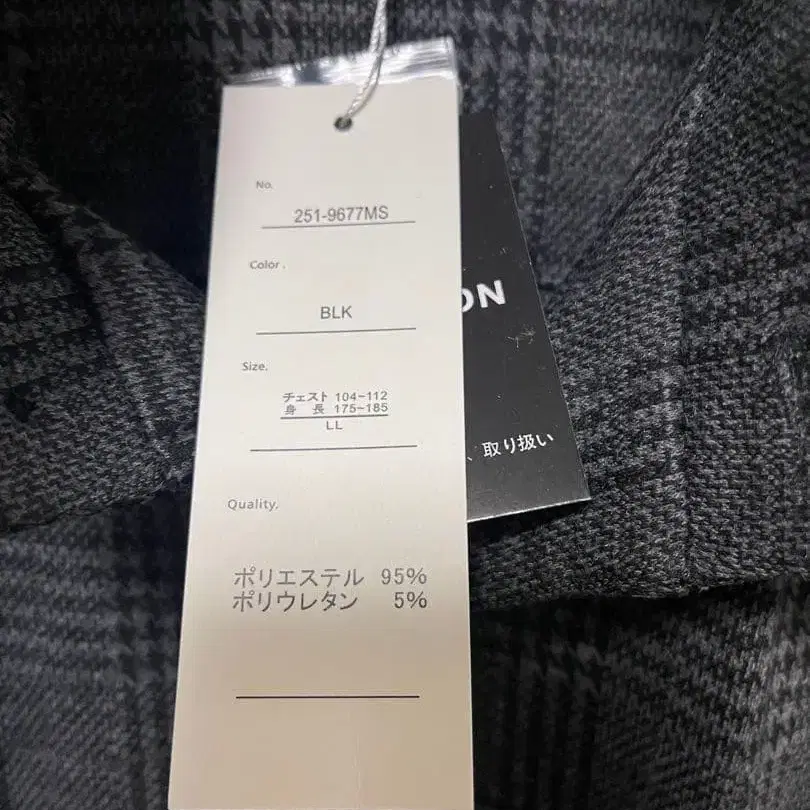 No.
251-9677MS
Color.
BLK
Size.
チェスト 104~112
身 長 175~185
LL
Quality.
ポリエステル 95%
ポリウレタン 5%
ON
、取り扱い